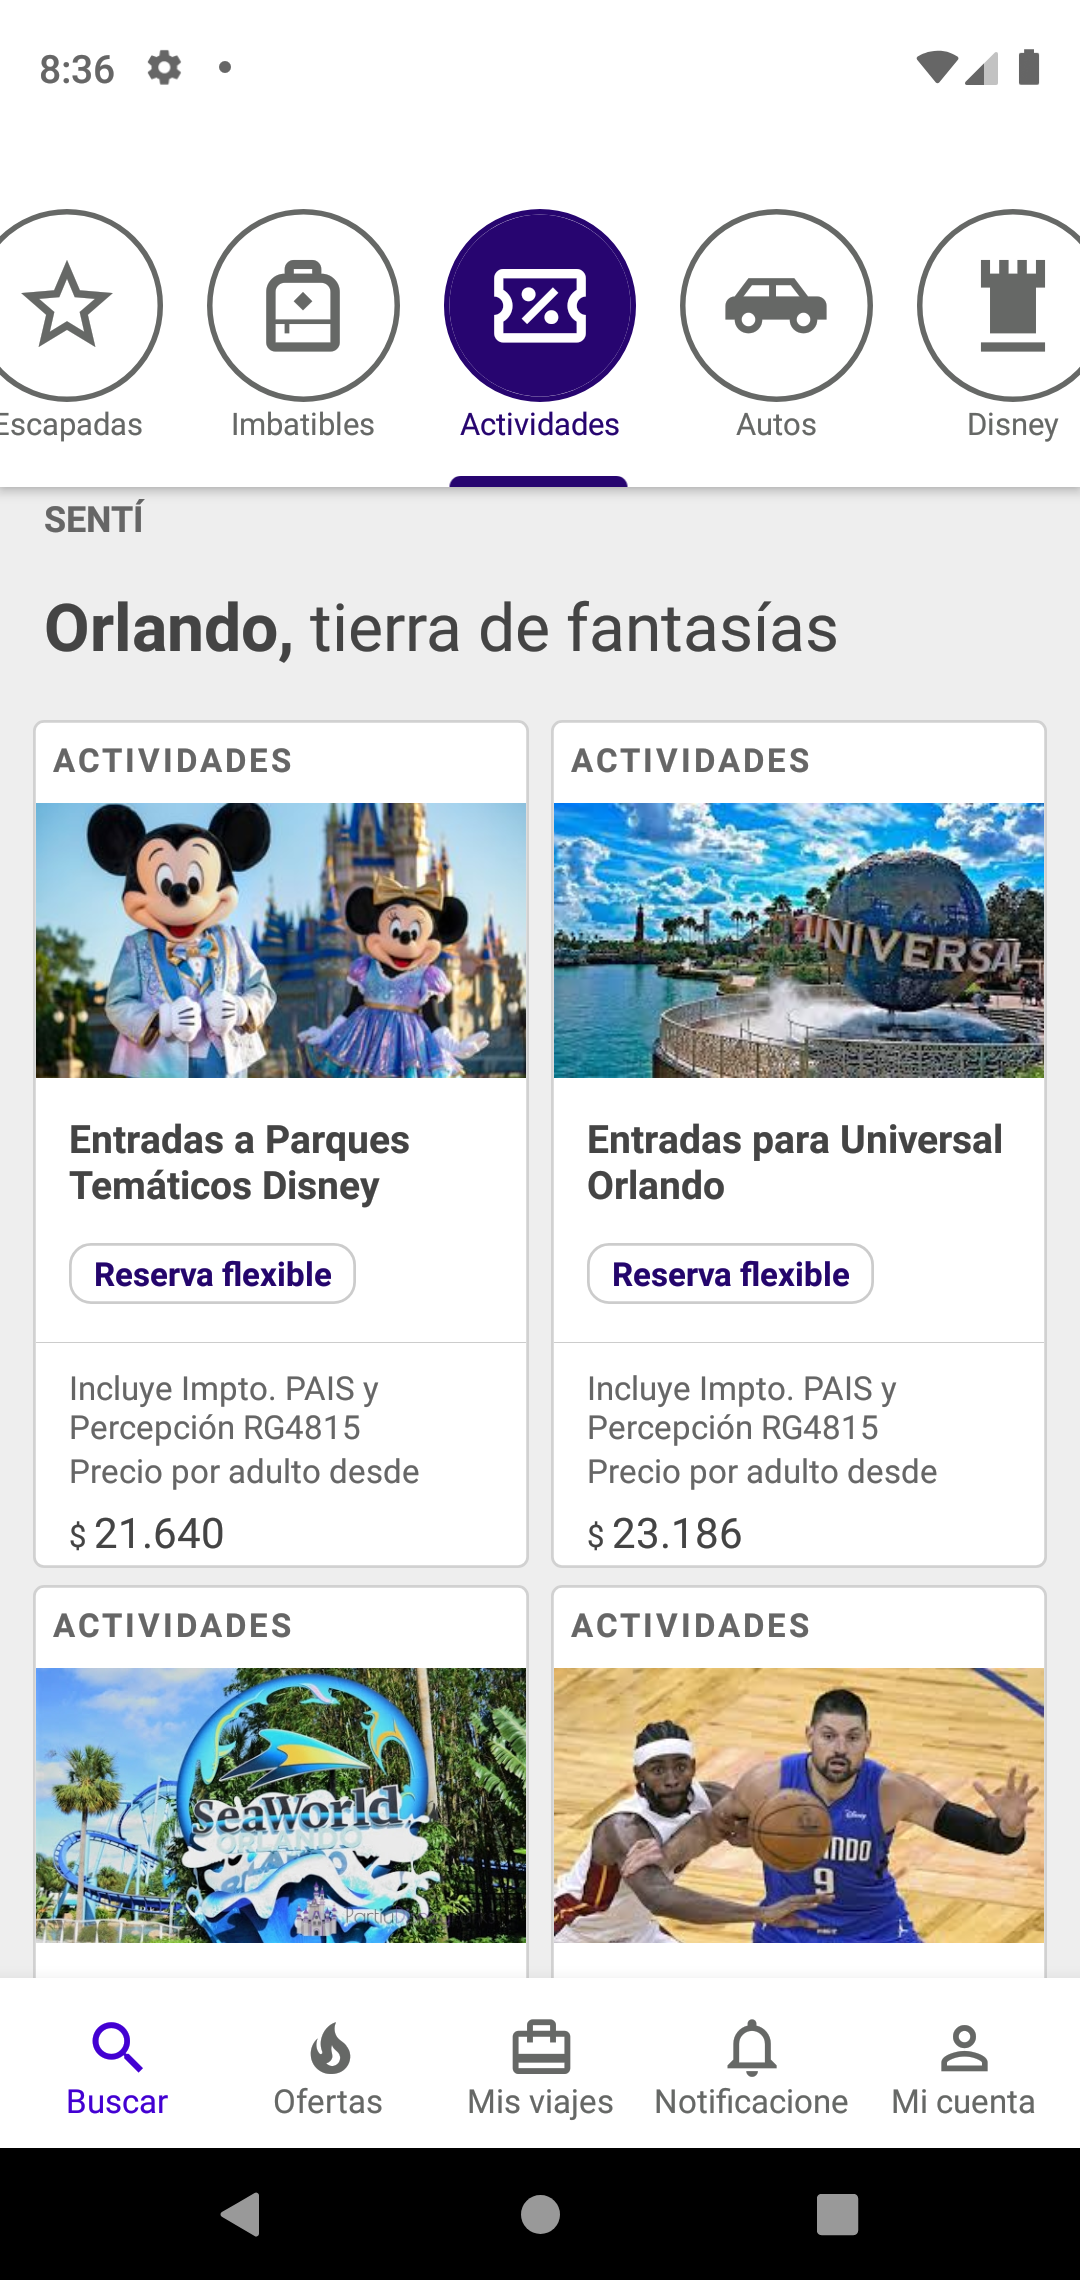 8:36
Escapadas
Imbatibles
Actividades
Autos
Disney
SENTÍ
Orlando, tierra de fantasías
ACTIVIDADES
ACTIVIDADES
UNIVERSAL
Entradas a Parques
Temáticos Disney
Reserva flexible
Entradas para Universal
Orlando
Reserva flexible
Incluye Impto. PAIS y
Percepción RG4815
Precio por adulto desde
$ 21.640
Incluye Impto. PAIS y
Percepción RG4815
Precio por adulto desde
$ 23.186
ACTIVIDADES
ACTIVIDADES
SeaWorld
ORLANDO
Disney
NDO
9
Buscar
Ofertas
Mis viajes
Notificacione
Mi cuenta